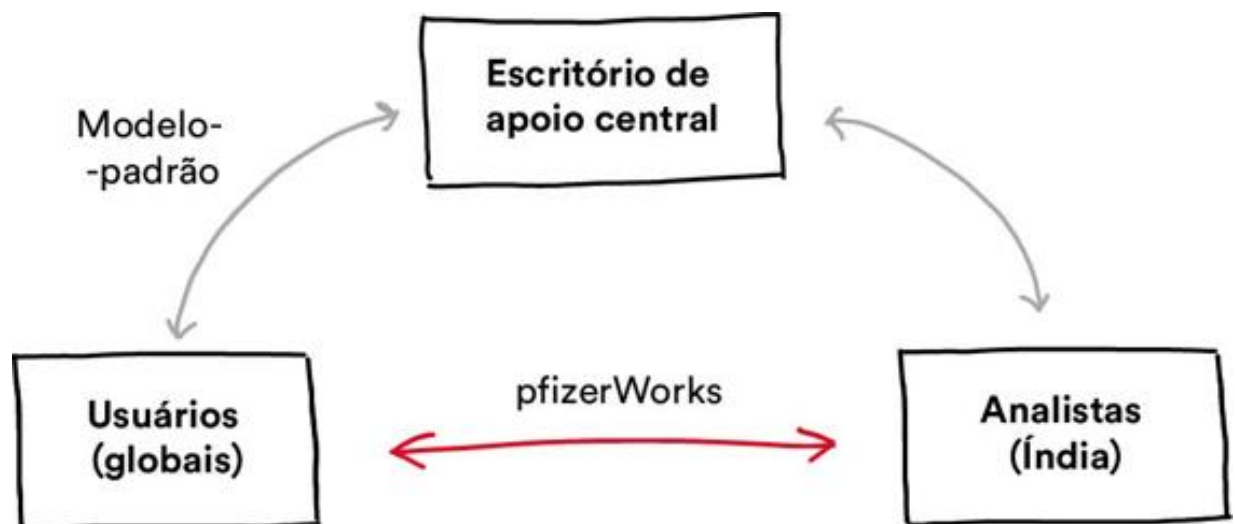 Escritório de
apoio central
Modelo-
-padrão
pfizerWorks
Usuários
(globais)
Analistas
(Índia)